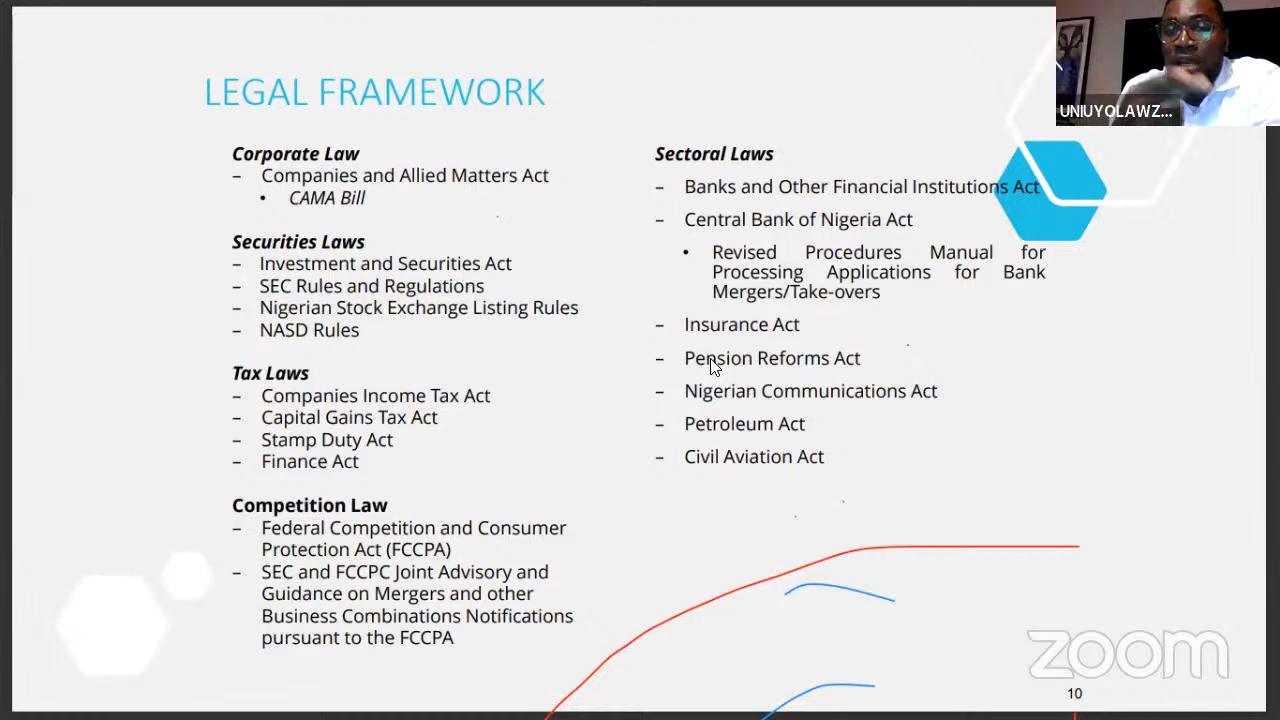 LEGAL FRAMEWORK
Corporate Law
– Companies and Allied Matters Act
• CAMA Bill
Securities Laws
– Investment and Securities Act
– SEC Rules and Regulations
– Nigerian Stock Exchange Listing Rules
– NASD Rules
Tax Laws
– Companies Income Tax Act
– Capital Gains Tax Act
– Stamp Duty Act
– Finance Act
Competition Law
– Federal Competition and Consumer
Protection Act (FCCPA)
– SEC and FCCPC Joint Advisory and
Guidance on Mergers and other
Business Combinations Notifications
pursuant to the FCCPA
Sectoral Laws
– Banks and Other Financial Institutions Act
– Central Bank of Nigeria Act
• Revised Procedures Manual for
Processing Applications for Bank
Mergers/Take-overs
– Insurance Act
– Pension Reforms Act
– Nigerian Communications Act
– Petroleum Act
– Civil Aviation Act
UNIUYOLAWZ...
zoom
10